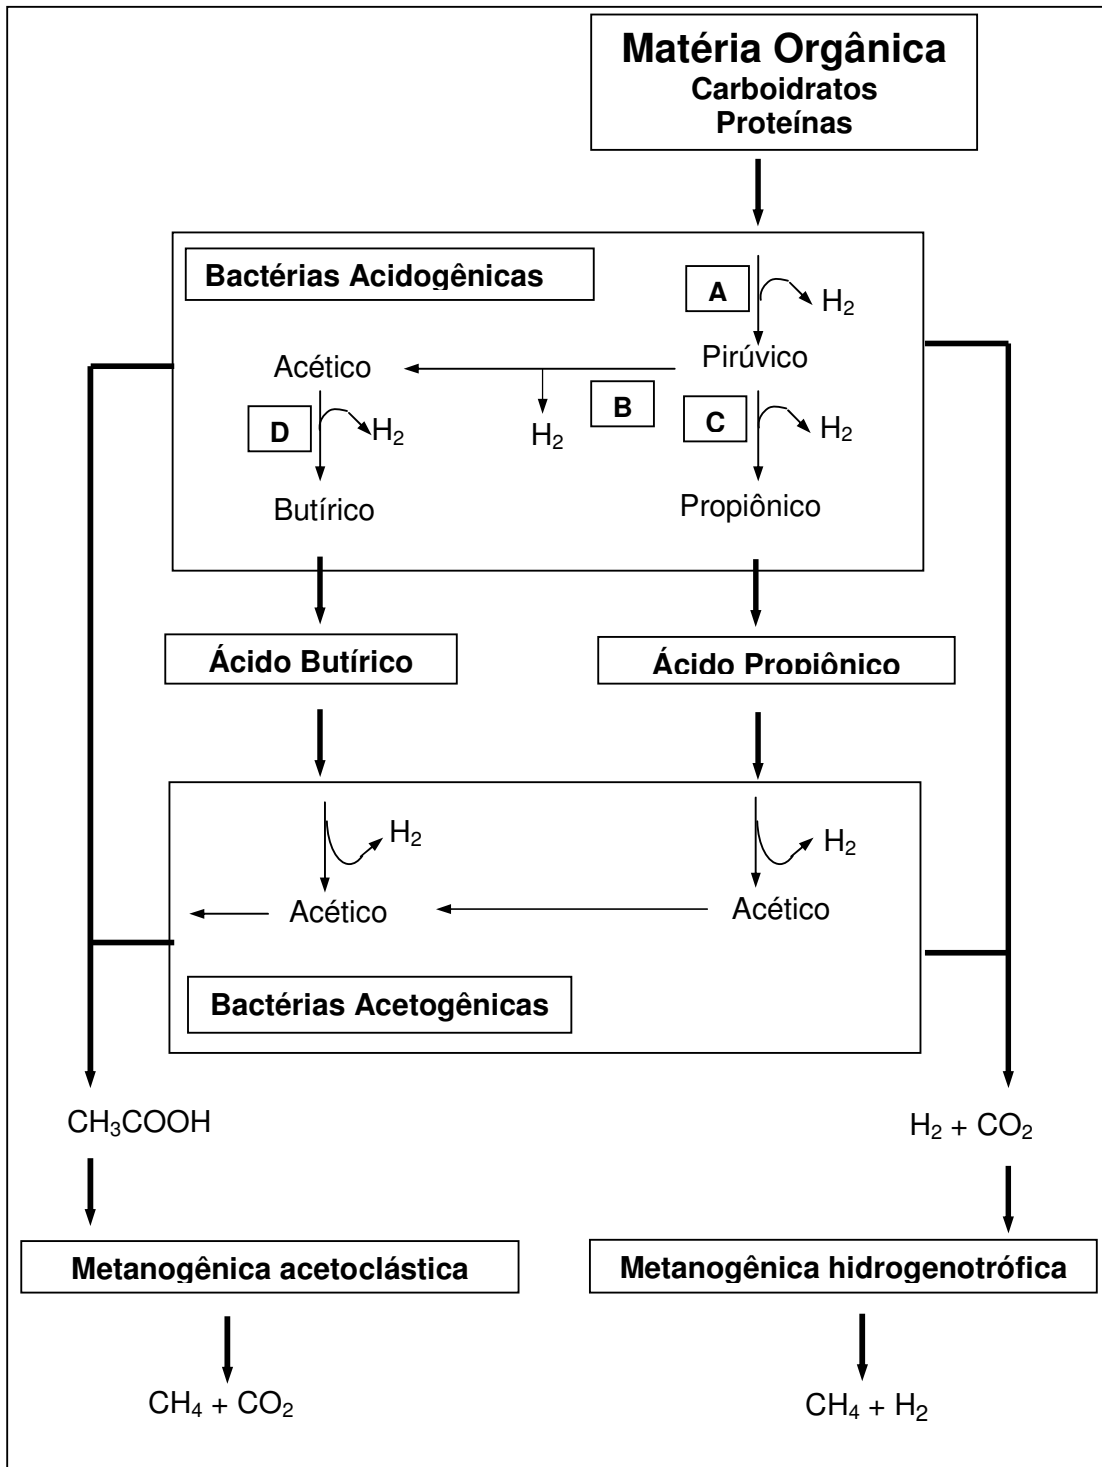 Matéria Orgânica
Carboidratos
Proteínas
Bactérias Acidogênicas
A
H₂
Pirúvico
Acético
B
C
D
H₂
H₂
H₂
Butírico
Propiônico
Ácido Butírico
Ácido Propiônico
H₂
H₂
Acético
Acético
Bactérias Acetogênicas
CH₃COOH
H₂ + CO₂
Metanogênica acetoclástica
Metanogênica hidrogenotrófica
CH₄ + CO₂
CH₄ + H₂